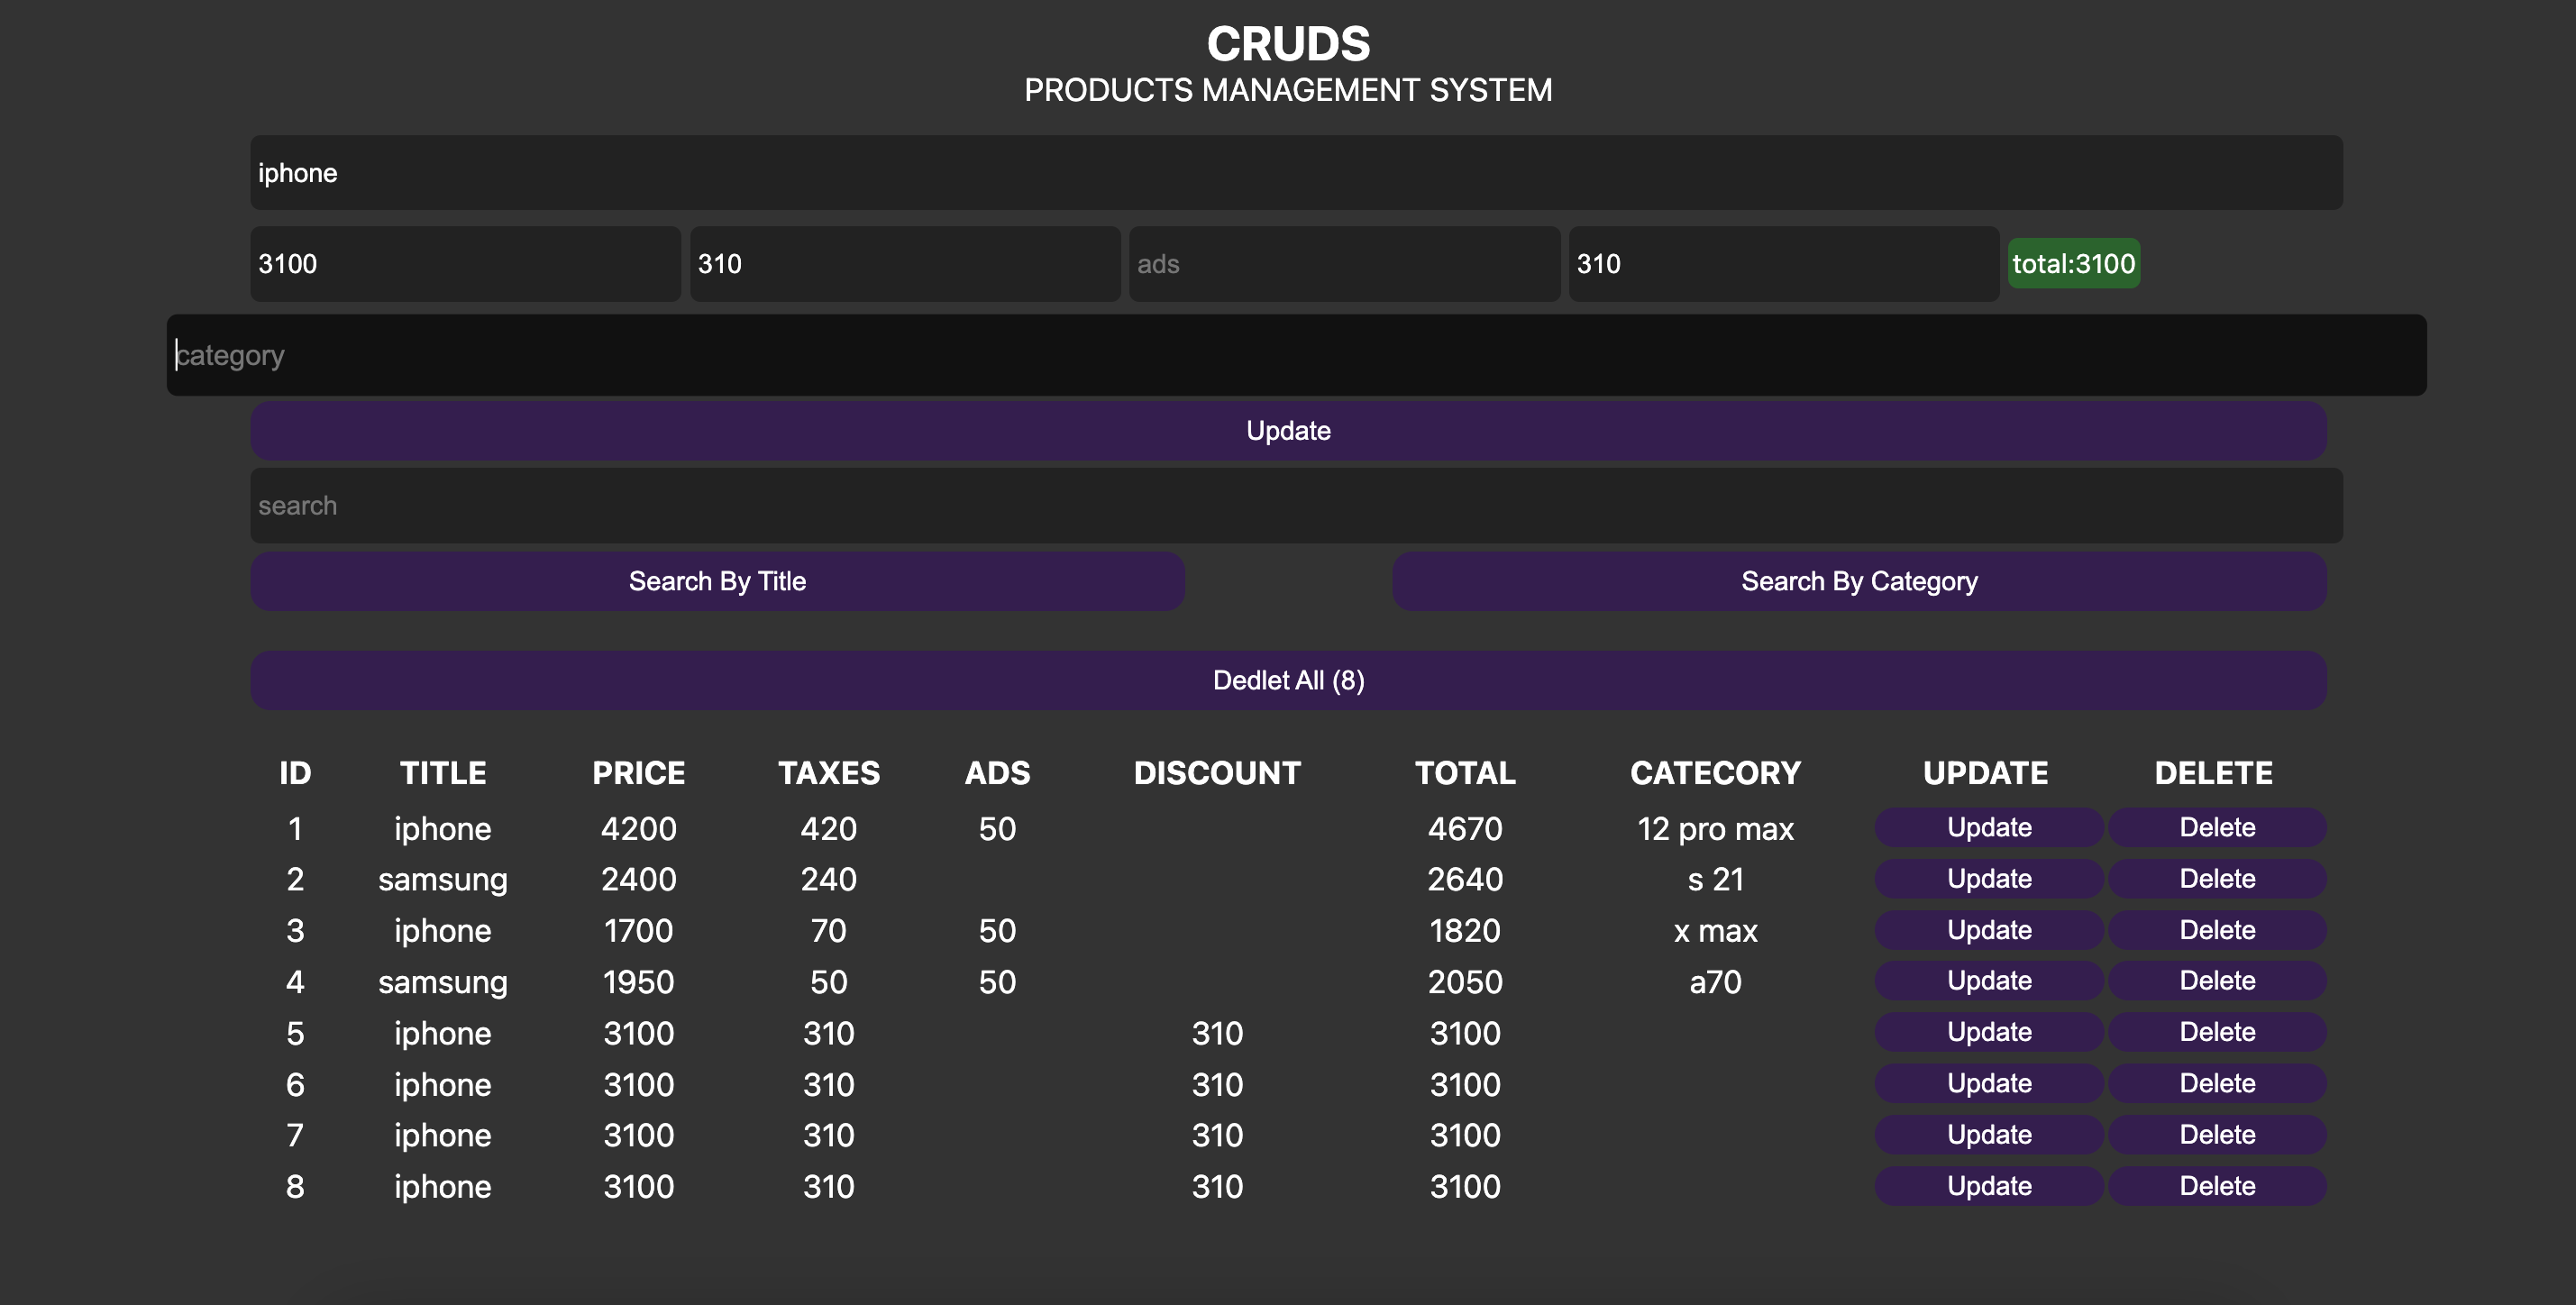 CRUDS
PRODUCTS MANAGEMENT SYSTEM
iphone
3100 310 ads 310 total:3100
category
Update
search
Search By Title Search By Category
Dedlet All (8)
ID TITLE PRICE TAXES ADS DISCOUNT TOTAL CATECORY UPDATE DELETE
1 iphone 4200 420 50 4670 12 pro max Update Delete
2 samsung 2400 240 2640 s 21 Update Delete
3 iphone 1700 70 50 1820 x max Update Delete
4 samsung 1950 50 50 2050 a70 Update Delete
5 iphone 3100 310 310 3100 Update Delete
6 iphone 3100 310 310 3100 Update Delete
7 iphone 3100 310 310 3100 Update Delete
8 iphone 3100 310 310 3100 Update Delete